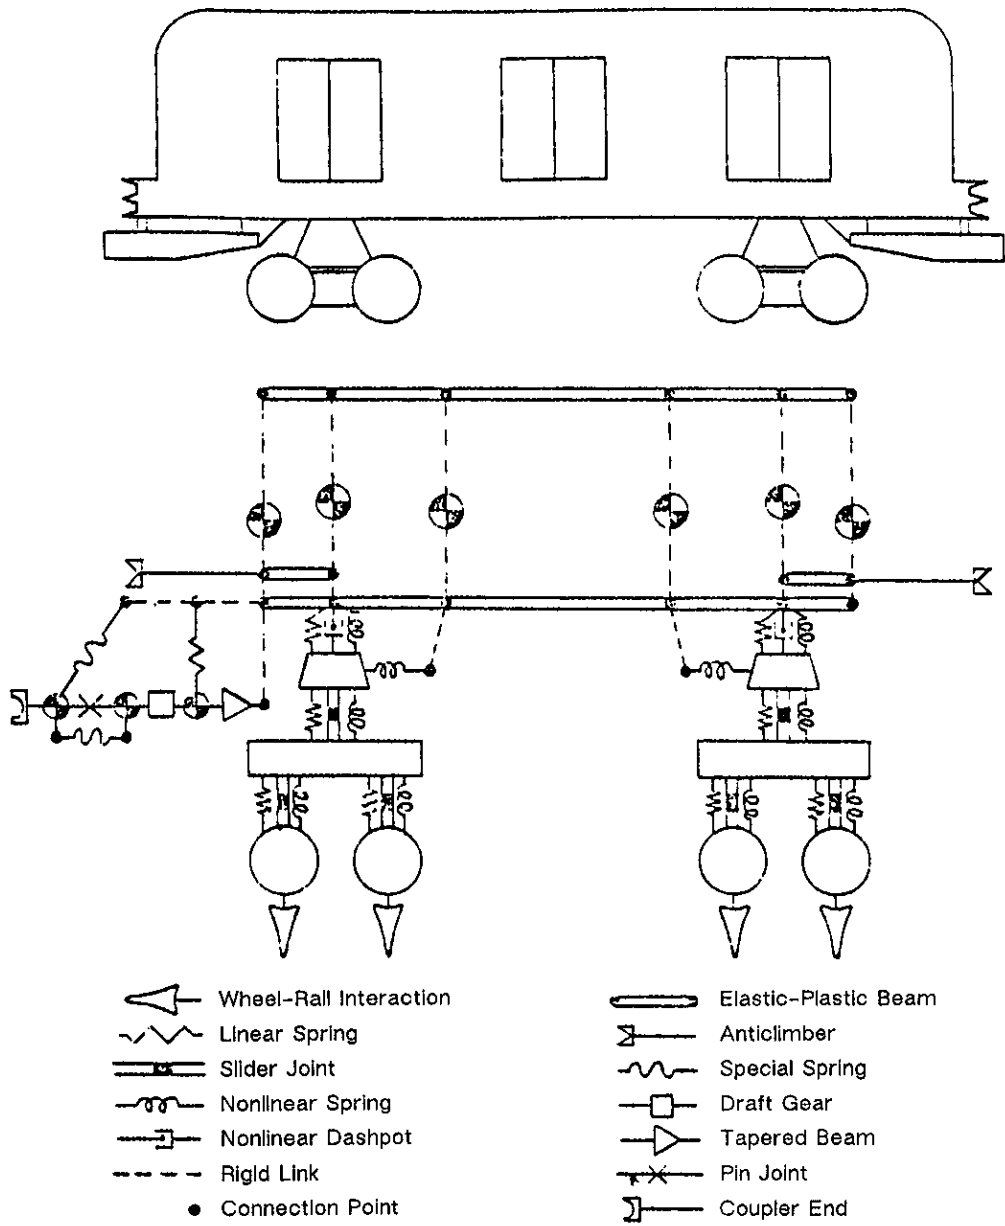 Wheel-Rail Interaction
Linear Spring
Slider Joint
Nonlinear Spring
Nonlinear Dashpot
Rigid Link
Connection Point
Elastic-Plastic Beam
Anticlimber
Special Spring
Draft Gear
Tapered Beam
Pin Joint
Coupler End